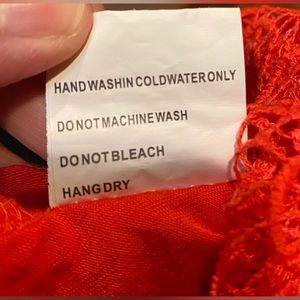 HAND WASH IN COLD WATER ONLY
DO NOT MACHINE WASH
DO NOT BLEACH
HANG DRY